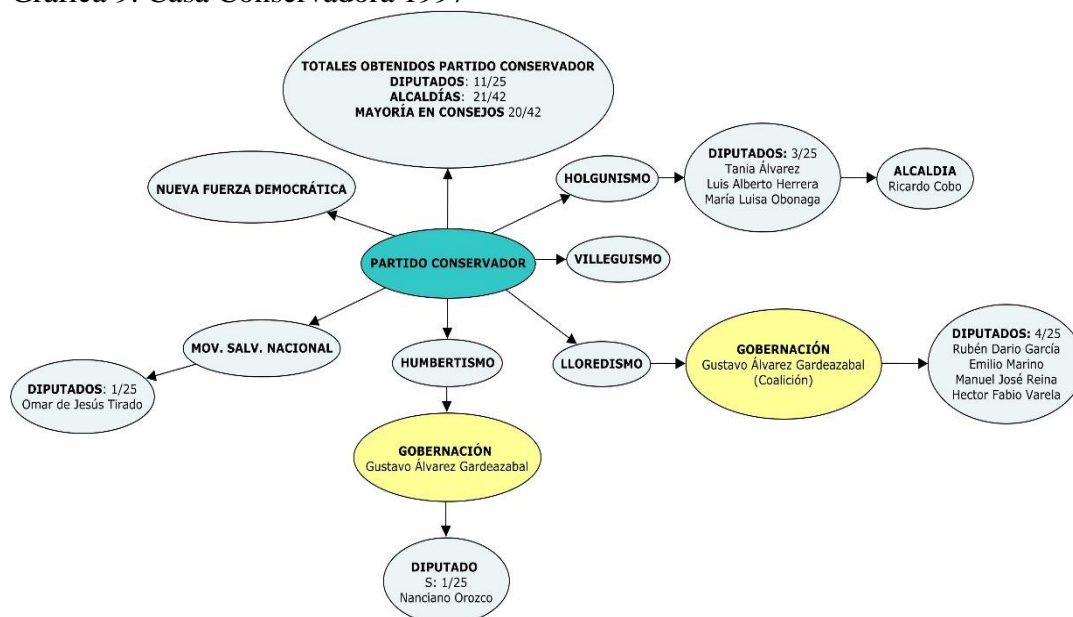 Gráfica 9. Casa Conservadora 1997
TOTALES OBTENIDOS PARTIDO CONSERVADOR
DIPUTADOS: 11/25
ALCALDÍAS: 21/42
MAYORÍA EN CONSEJOS 20/42
NUEVA FUERZA DEMOCRÁTICA
HOLGUNISMO
DIPUTADOS: 3/25
Tania Álvarez
Luis Alberto Herrera
María Luisa Obonaga
ALCALDIA
Ricardo Cobo
PARTIDO CONSERVADOR
VILLEGUISMO
MOV. SALV. NACIONAL
HUMBERTISMO
LLOREDISMO
GOBERNACIÓN
Gustavo Álvarez Gardeazabal
(Coalición)
DIPUTADOS: 4/25
Rubén Dario García
Emilio Marino
Manuel José Reina
Hector Fabio Varela
DIPUTADOS: 1/25
Omar de Jesús Tirado
GOBERNACIÓN
Gustavo Álvarez Gardeazabal
DIPUTADO
S: 1/25
Nanciano Orozco